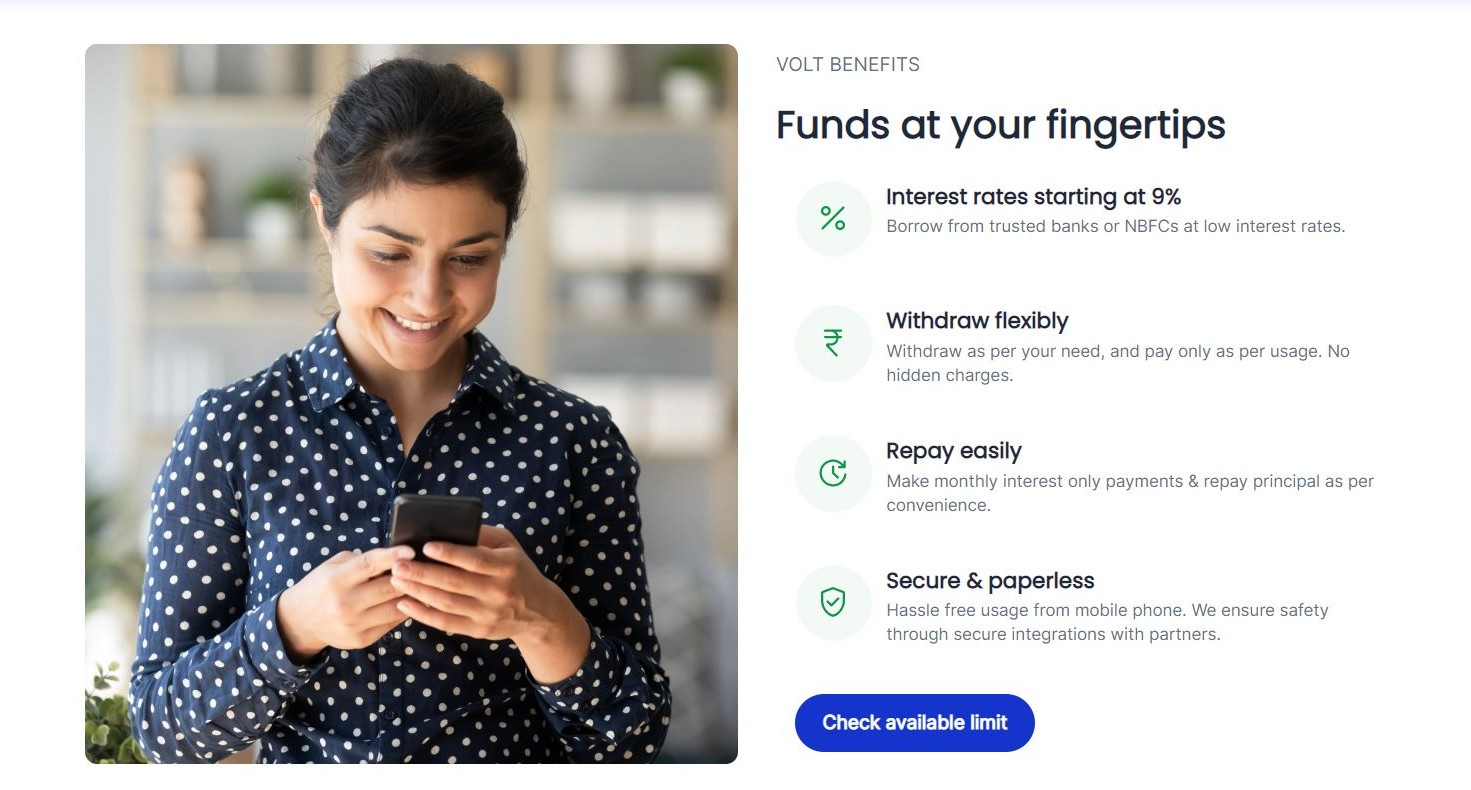 VOLT BENEFITS
Funds at your fingertips
Interest rates starting at 9%
Borrow from trusted banks or NBFCs at low interest rates.
Withdraw flexibly
Withdraw as per your need, and pay only as per usage. No
hidden charges.
Repay easily
Make monthly interest only payments & repay principal as per
convenience.
Secure & paperless
Hassle free usage from mobile phone. We ensure safety
through secure integrations with partners.
Check available limit